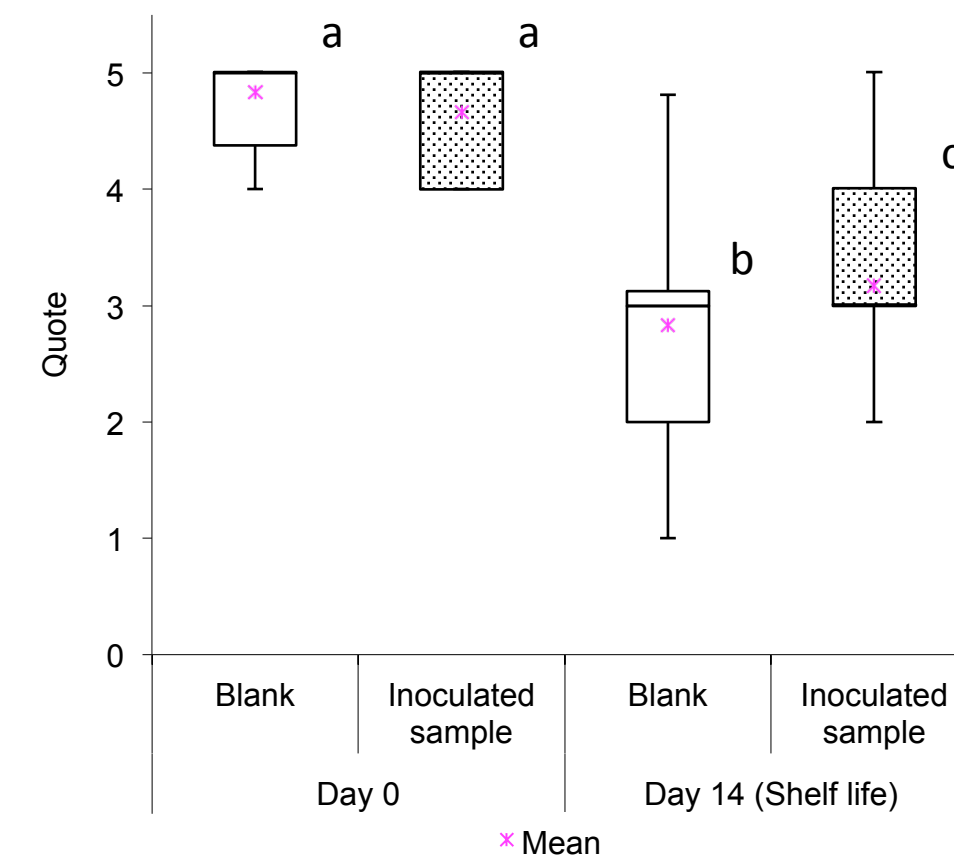 a a
5
4
b
3
Quote
2
1
0
Blank Inoculated sample Blank Inoculated sample
Day 0 Day 14 (Shelf life)
Mean